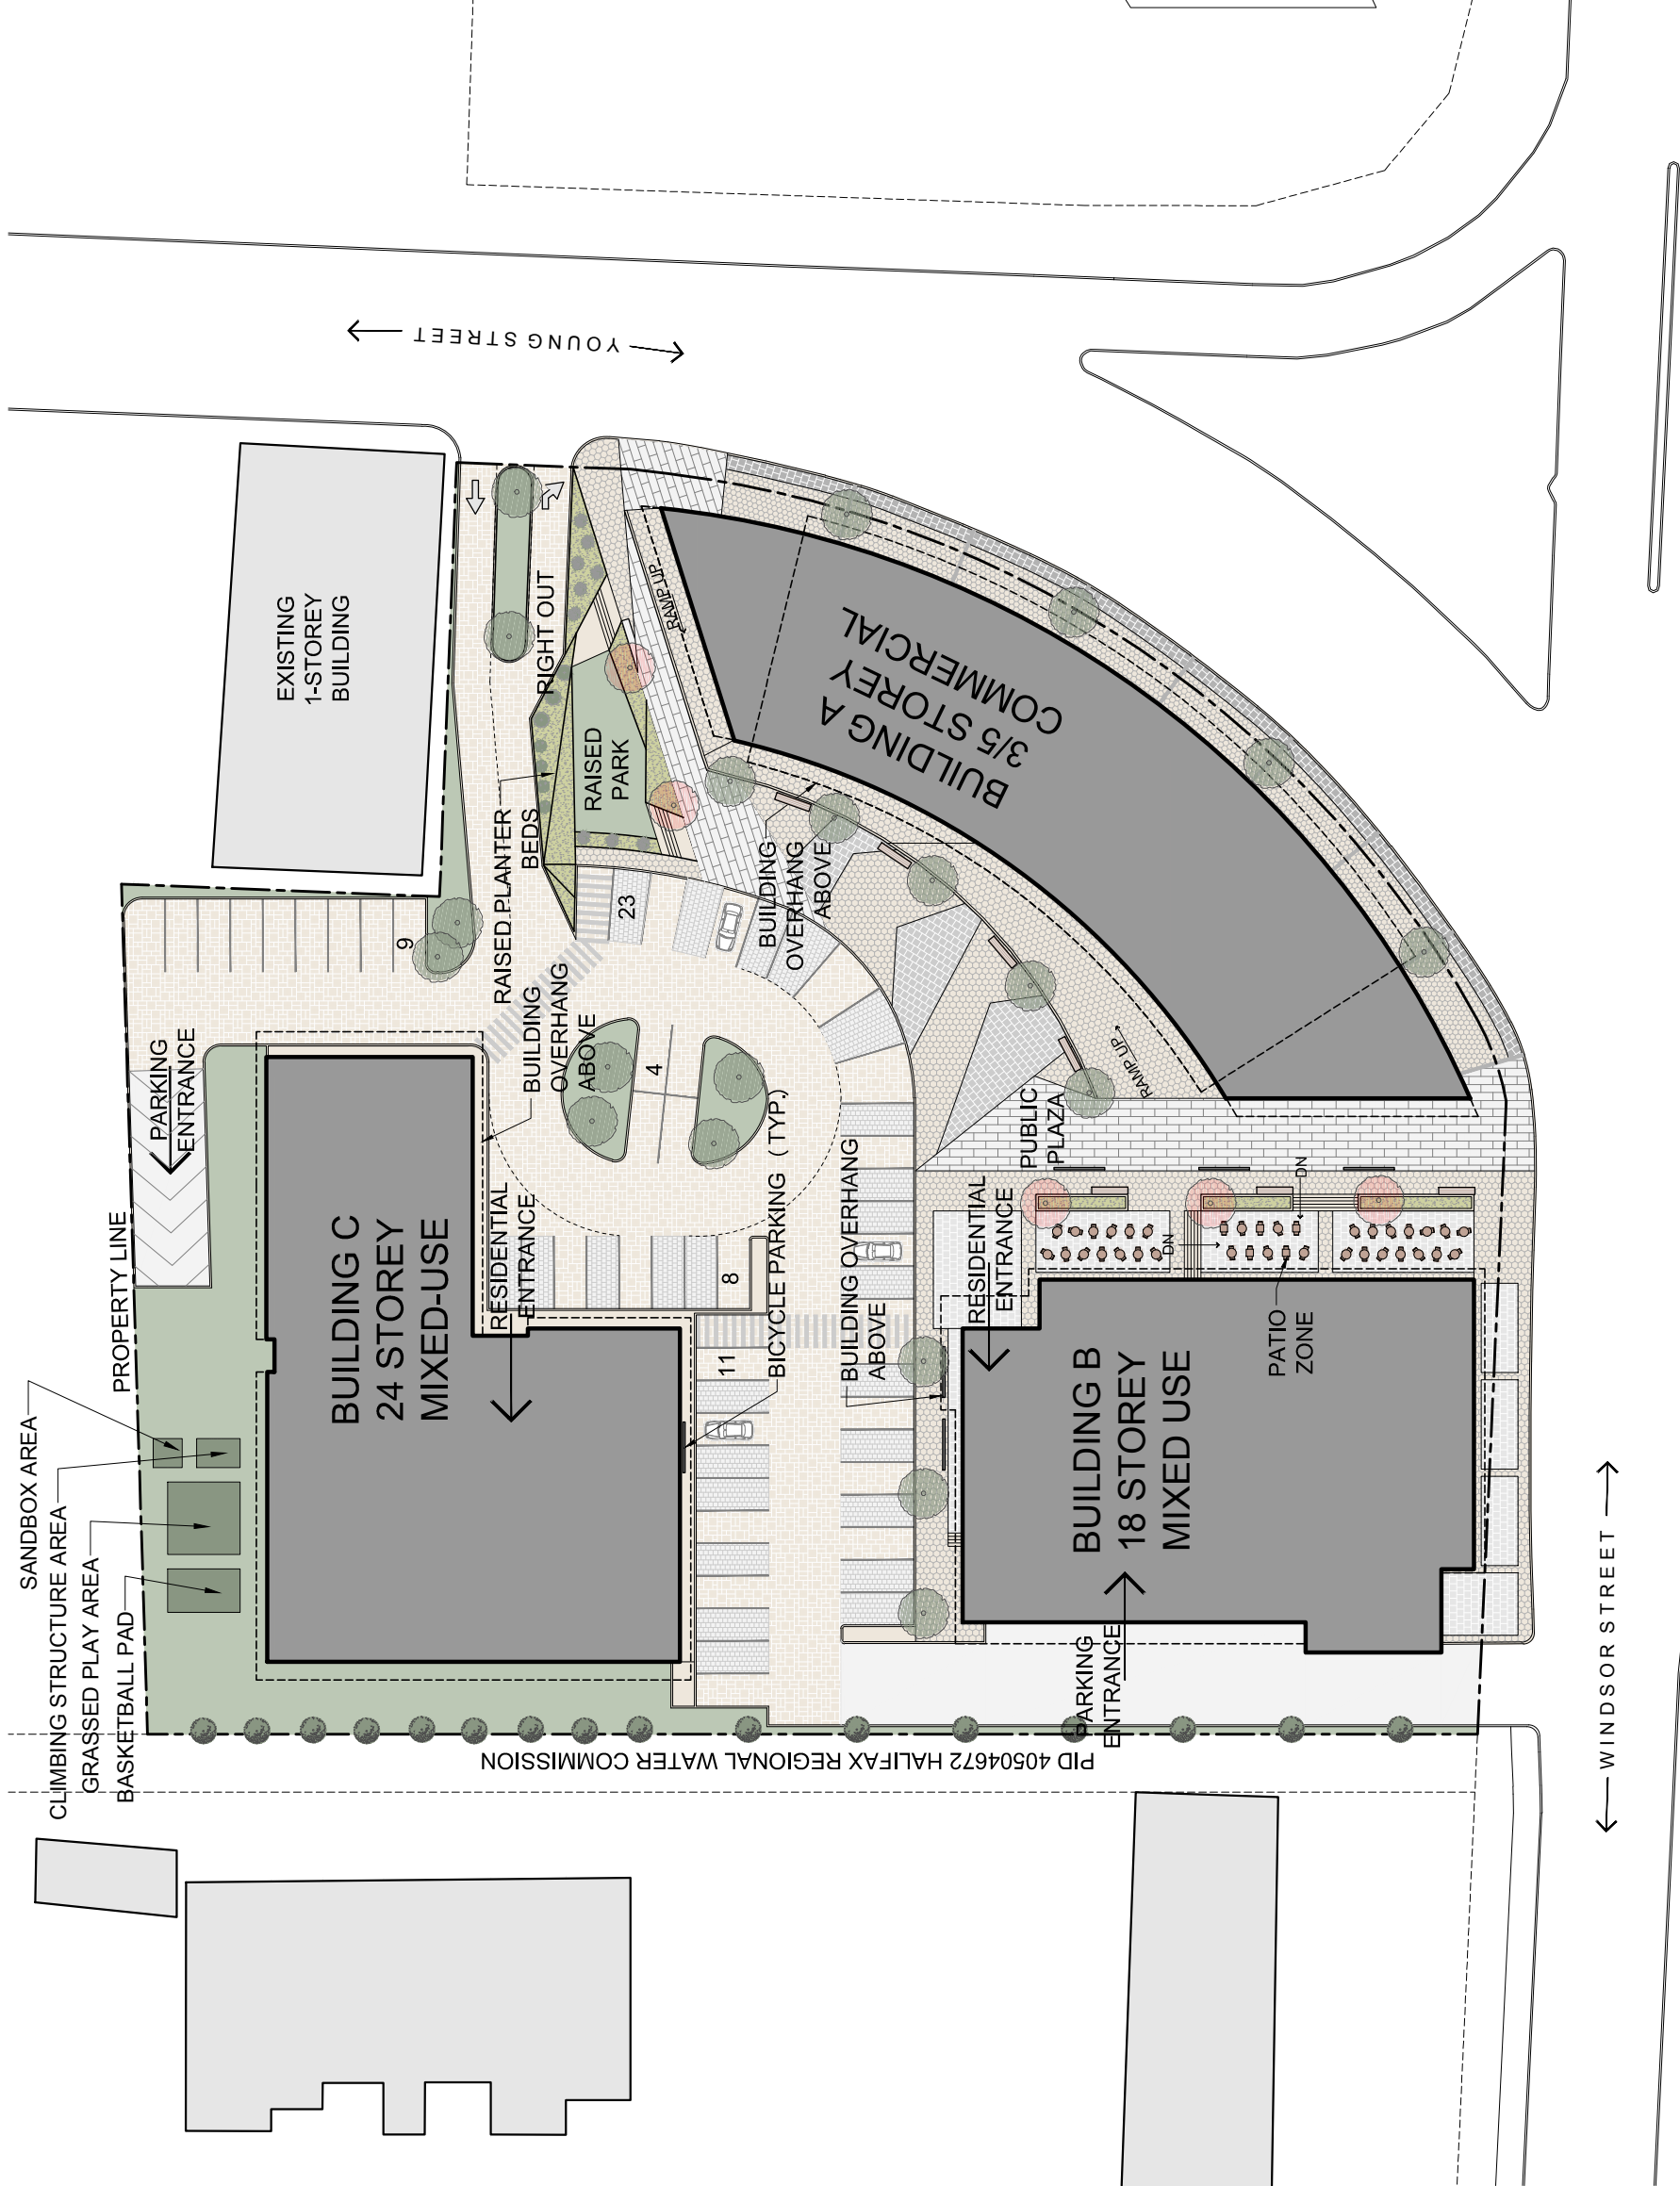 SANDBOX AREA
CLIMBING STRUCTURE AREA
GRASSED PLAY AREA
BASKETBALL PAD
PROPERTY LINE
PARKING
ENTRANCE
EXISTING
1-STOREY
BUILDING
YOUNG STREET
9
RIGHT OUT
RAISED PLANTER
BEDS
RAISED
PARK
RAMP UP
BUILDING A
3/5 STOREY
COMMERCIAL
23
BUILDING
OVERHANG
ABOVE
BUILDING
OVERHANG
ABOVE
4
BUILDING C
24 STOREY
MIXED-USE
RESIDENTIAL
ENTRANCE
8
11
BICYCLE PARKING (TYP.)
BUILDING OVERHANG
ABOVE
PUBLIC
PLAZA
RAMP UP
RESIDENTIAL
ENTRANCE
DN
DN
PATIO
ZONE
BUILDING B
18 STOREY
MIXED USE
PARKING
ENTRANCE
PID 40504672 HALIFAX REGIONAL WATER COMMISSION
WINDSOR STREET